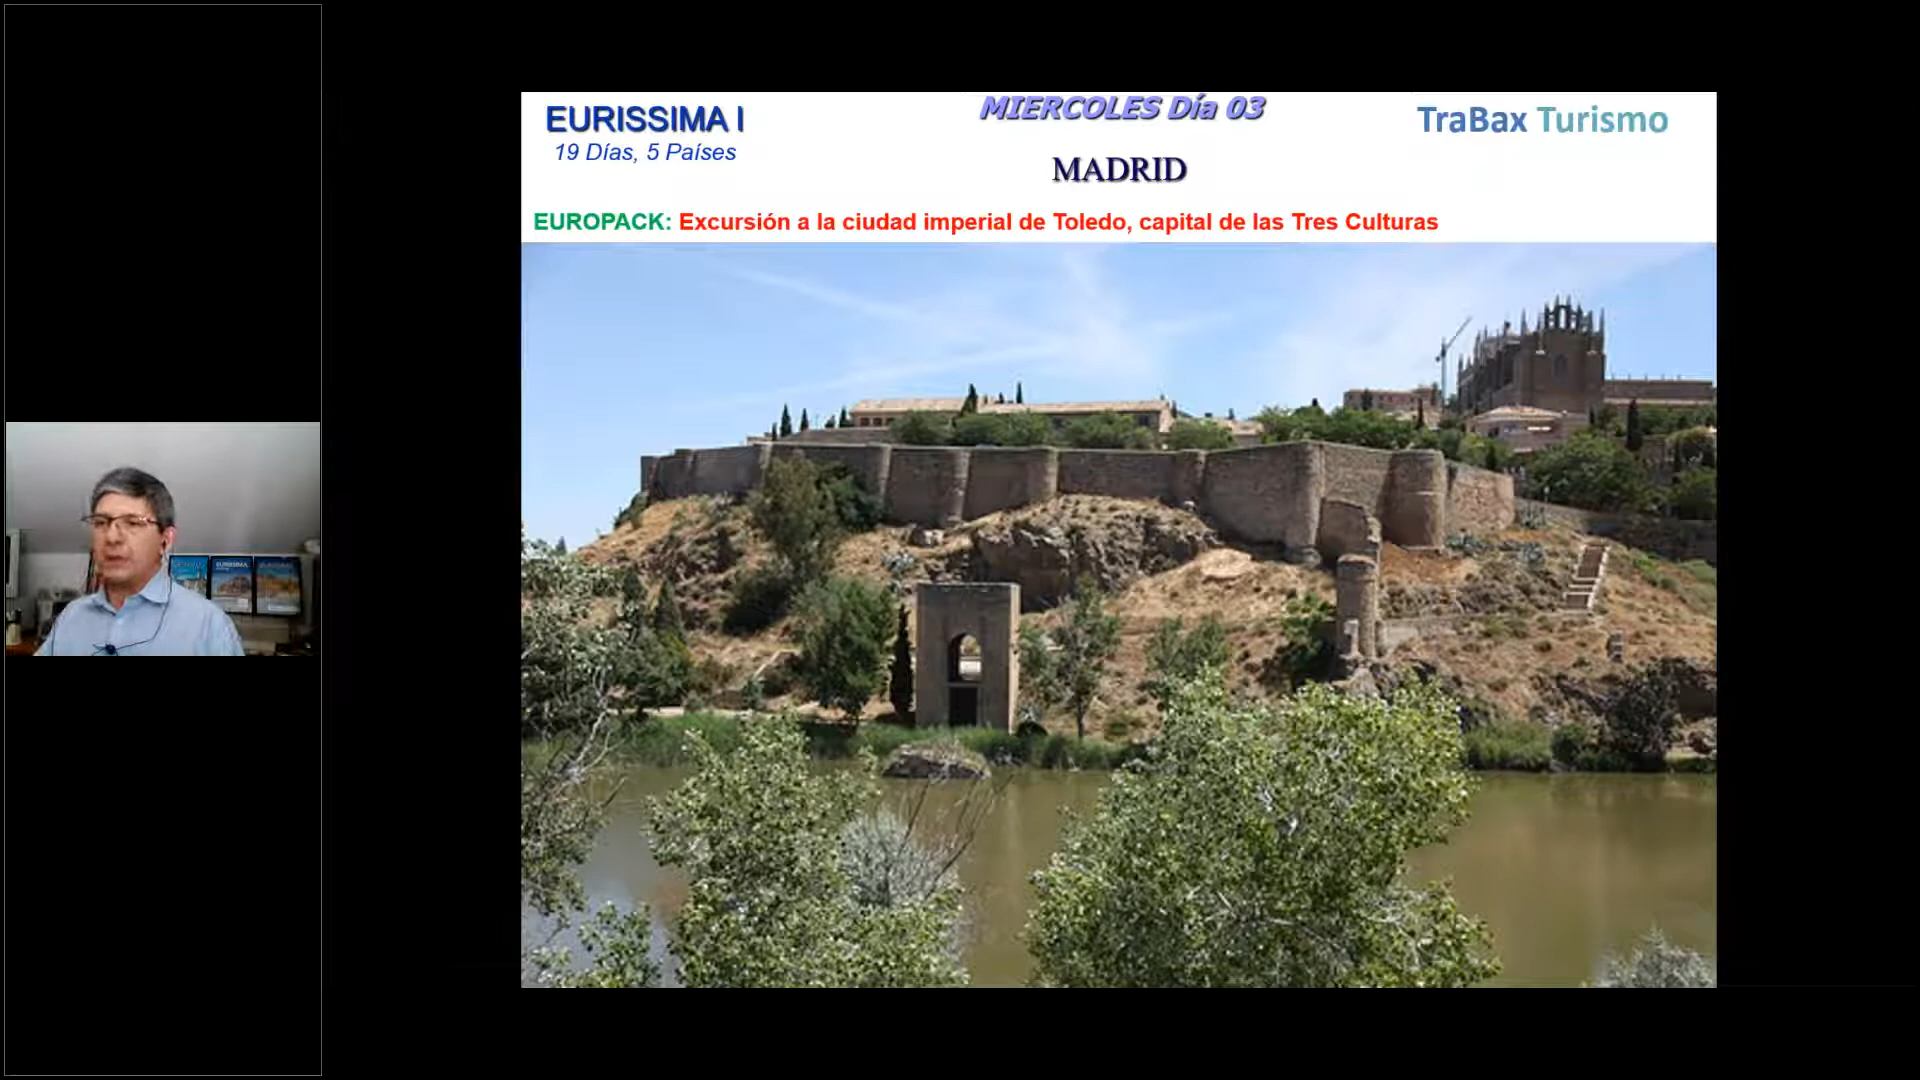 EURISSIMA I
19 Días, 5 Países
MIERCOLES Día 03
MADRID
TraBax Turismo
EUROPACK: Excursión a la ciudad imperial de Toledo, capital de las Tres Culturas
EURISSIMA